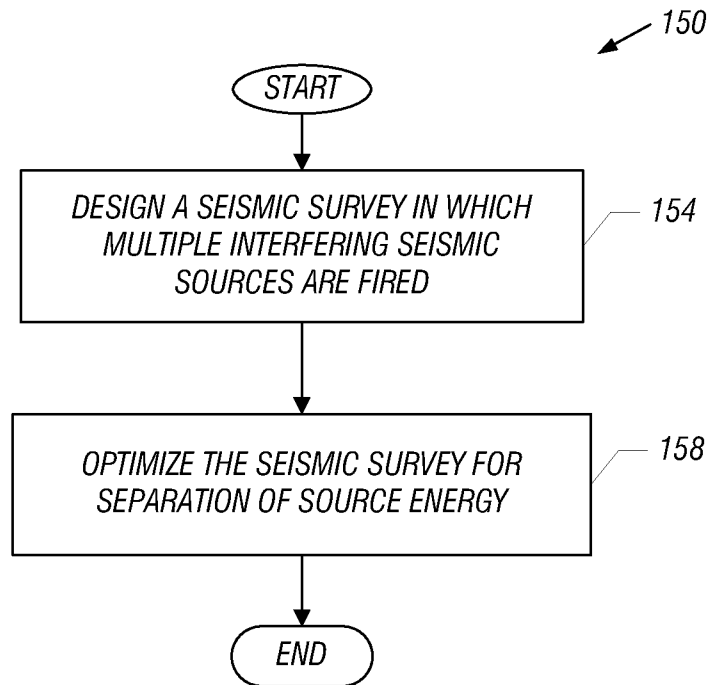 150
START
DESIGN A SEISMIC SURVEY IN WHICH
MULTIPLE INTERFERING SEISMIC
SOURCES ARE FIRED
154
OPTIMIZE THE SEISMIC SURVEY FOR
SEPARATION OF SOURCE ENERGY
158
END